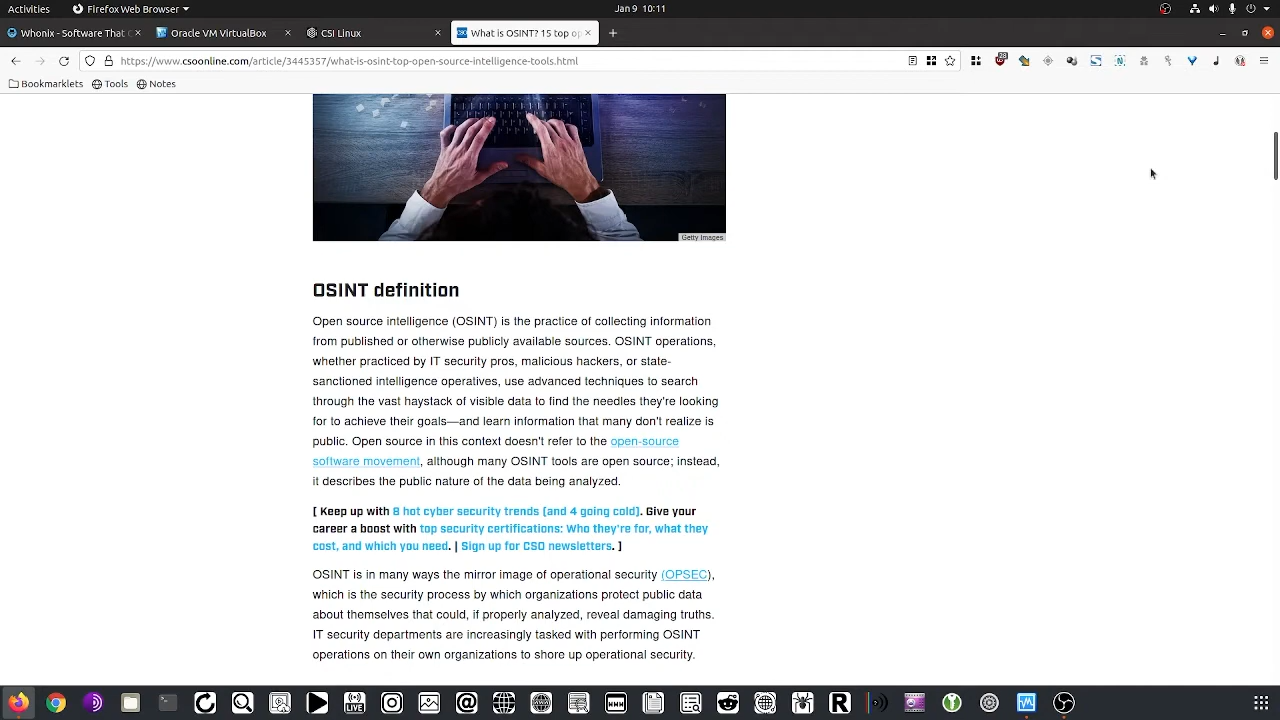 Activities
Firefox Web Browser
Jan 9 10:11
Whonix - Software That C
Oracle VM VirtualBox
CSI Linux
What is OSINT? 15 top op
https://www.csoonline.com/article/3445357/what-is-osint-top-open-source-intelligence-tools.html
28
Bookmarklets
Tools
Notes
Getty Images
OSINT definition
Open source intelligence (OSINT) is the practice of collecting information
from published or otherwise publicly available sources. OSINT operations,
whether practiced by IT security pros, malicious hackers, or state-
sanctioned intelligence operatives, use advanced techniques to search
through the vast haystack of visible data to find the needles they're looking
for to achieve their goals—and learn information that many don't realize is
public. Open source in this context doesn't refer to the open-source
software movement, although many OSINT tools are open source; instead,
it describes the public nature of the data being analyzed.
[ Keep up with 8 hot cyber security trends (and 4 going cold). Give your
career a boost with top security certifications: Who they're for, what they
cost, and which you need. | Sign up for CSO newsletters. ]
OSINT is in many ways the mirror image of operational security (OPSEC),
which is the security process by which organizations protect public data
about themselves that could, if properly analyzed, reveal damaging truths.
IT security departments are increasingly tasked with performing OSINT
operations on their own organizations to shore up operational security.
LIVE
WWW
R